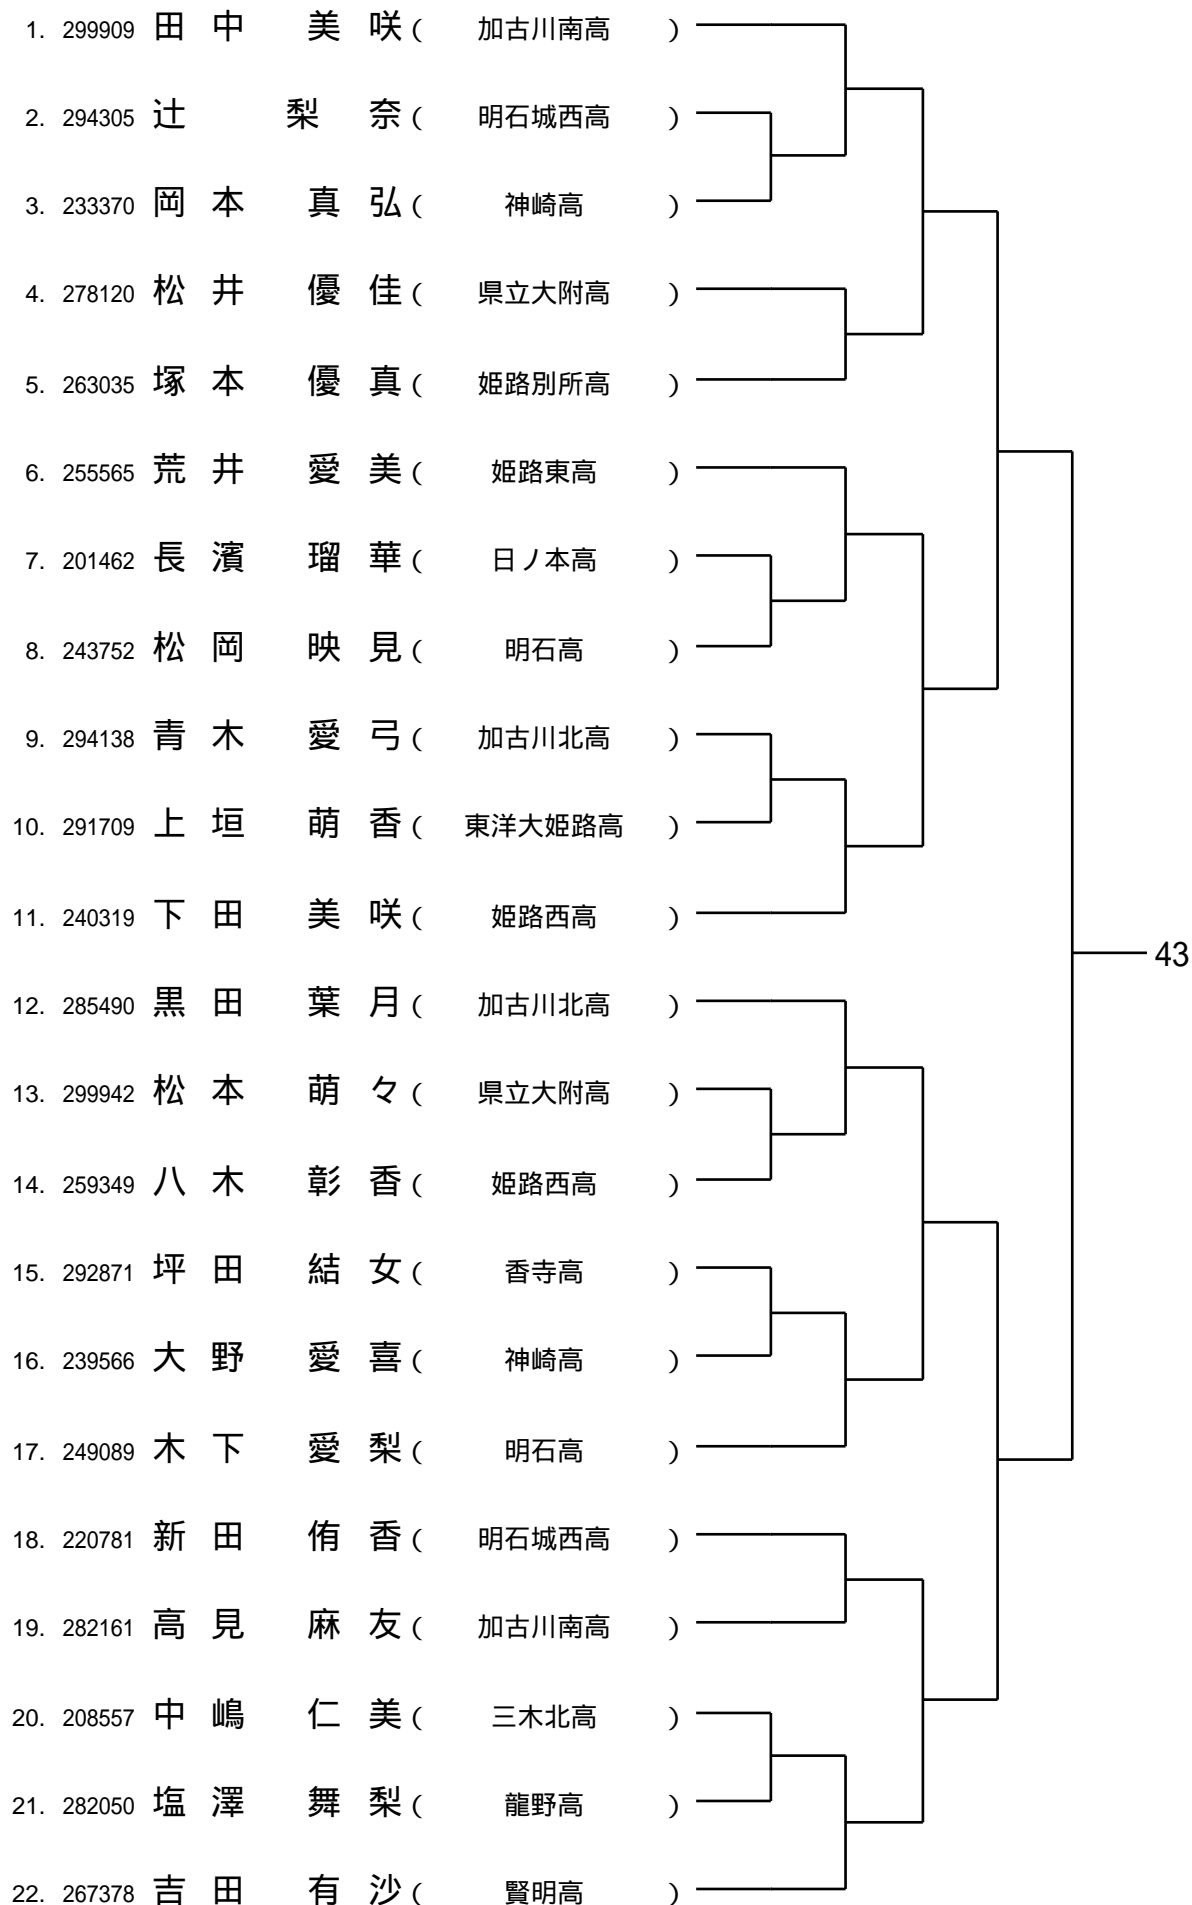 1. 299909 田中 美咲 ( 加古川南高 )
2. 294305 辻 梨奈 ( 明石城西高 )
3. 233370 岡本 真弘 ( 神崎高 )
4. 278120 松井 優佳 ( 県立大附高 )
5. 263035 塚本 優真 ( 姫路別所高 )
6. 255565 荒井 愛美 ( 姫路東高 )
7. 201462 長濱 瑠華 ( 日ノ本高 )
8. 243752 松岡 映見 ( 明石高 )
9. 294138 青木 愛弓 ( 加古川北高 )
10. 291709 上垣 萌香 ( 東洋大姫路高 )
11. 240319 下田 美咲 ( 姫路西高 )
43
12. 285490 黒田 葉月 ( 加古川北高 )
13. 299942 松本 萌々 ( 県立大附高 )
14. 259349 八木 彰香 ( 姫路西高 )
15. 292871 坪田 結女 ( 香寺高 )
16. 239566 大野 愛喜 ( 神崎高 )
17. 249089 木下 愛梨 ( 明石高 )
18. 220781 新田 侑香 ( 明石城西高 )
19. 282161 高見 麻友 ( 加古川南高 )
20. 208557 中嶋 仁美 ( 三木北高 )
21. 282050 塩澤 舞梨 ( 龍野高 )
22. 267378 吉田 有沙 ( 賢明高 )